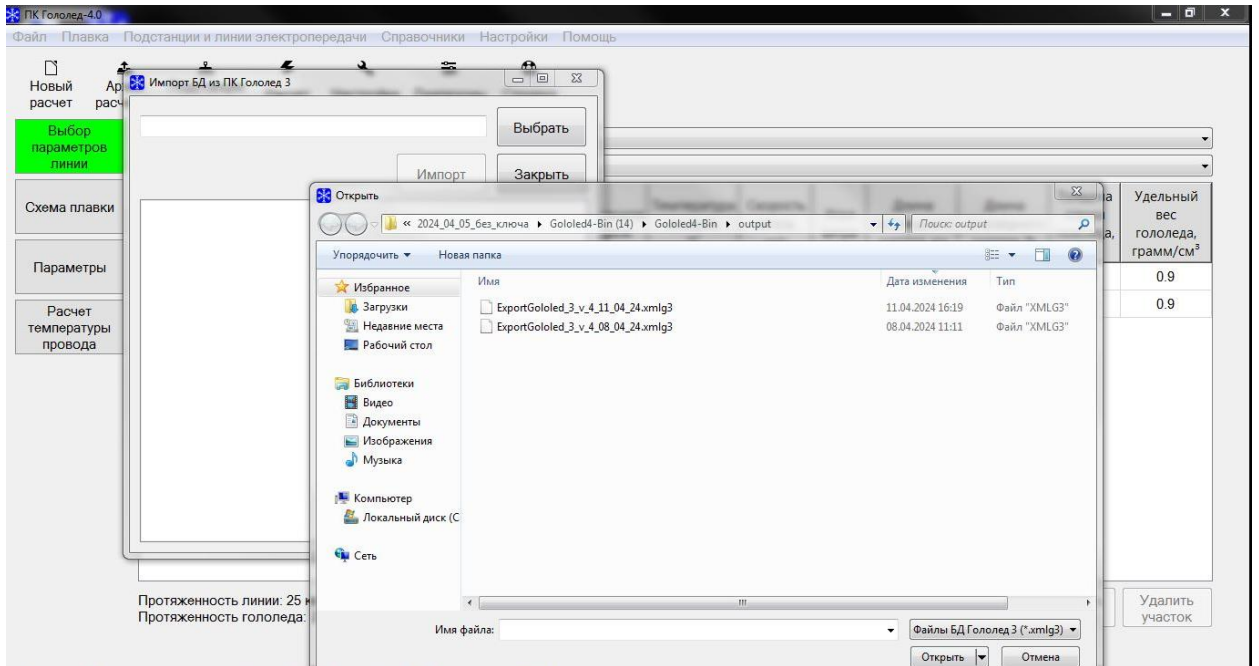 ПК Гололед-4.0
Файл Плавка Подстанции и линии электропередачи Справочники Настройки Помощь
Новый
расчет
Импорт БД из ПК Гололед 3
Выбрать
Импорт
Закрыть
Выбор
параметров
линии
Схема плавки
Параметры
Расчет
температуры
провода
Удельный
вес
гололеда,
грамм/см³
0.9
0.9
Открыть
« 2024_04_05_без_ключа Gololed4-Bin (14) Gololed4-Bin output
Поиск: output
Упорядочить Новая папка
Избранное
Загрузки
Недавние места
Рабочий стол
Библиотеки
Видео
Документы
Изображения
Музыка
Компьютер
Локальный диск (C
Сеть
Имя Дата изменения Тип
ExportGololed_3_v_4_11_04_24.xmlg3 11.04.2024 16:19 Файл "XMLG3"
ExportGololed_3_v_4_08_04_24.xmlg3 08.04.2024 11:11 Файл "XMLG3"
Имя файла:
Файлы БД Гололед 3 (*.xmlg3)
Открыть Отмена
Протяженность линии: 25
Протяженность гололеда:
Удалить
участок